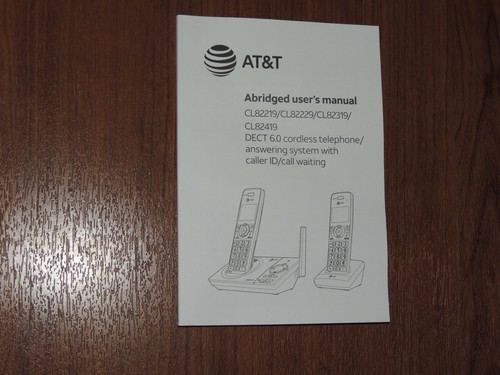 AT&T
Abridged user's manual
CL82219/CL82229/CL82319/
CL82419
DECT 6.0 cordless telephone/
answering system with
caller ID/call waiting